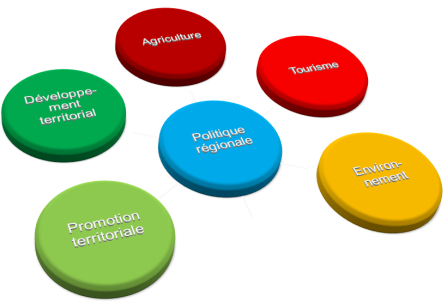 Agriculture
Tourisme
Développe-
ment
territorial
Politique
régionale
Environ-
nement
Promotion
territoriale